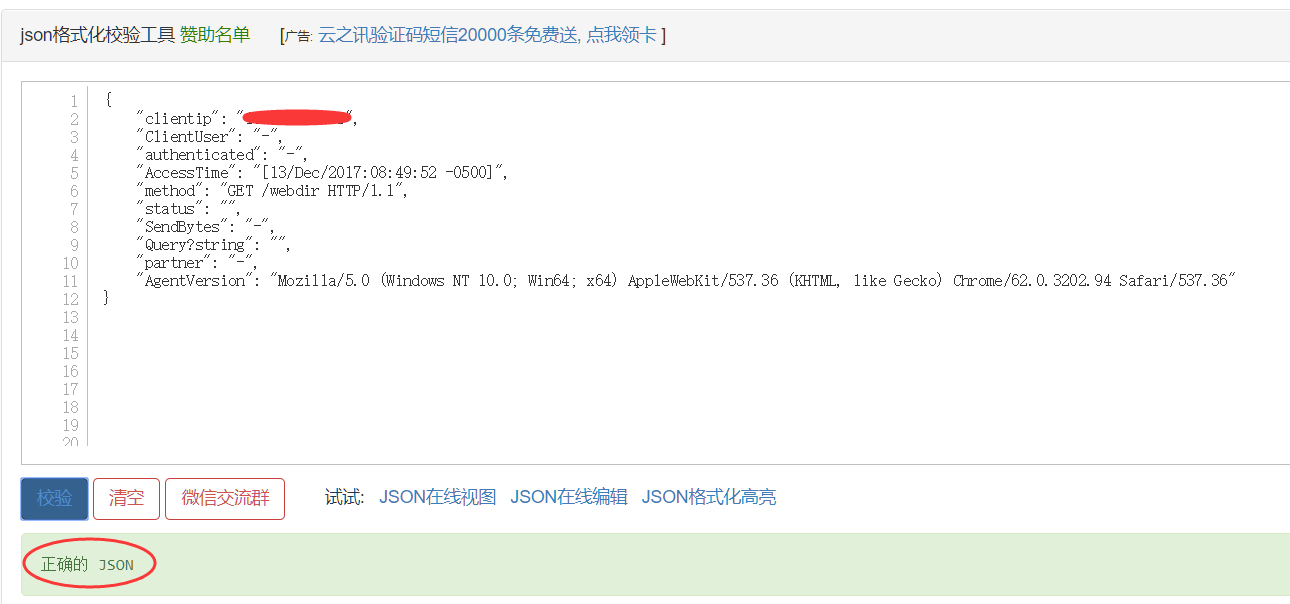 json格式化校验工具 赞助名单 [广告: 云之讯验证码短信20000条免费送, 点我领卡 ]
1 {
2 "clientip": "",
3 "ClientUser": "-",
4 "authenticated": "-",
5 "AccessTime": "[13/Dec/2017:08:49:52 -0500]",
6 "method": "GET /webdir HTTP/1.1",
7 "status": "",
8 "SendBytes": "-",
9 "Query?string": "",
10 "partner": "-",
11 "AgentVersion": "Mozilla/5.0 (Windows NT 10.0; Win64; x64) AppleWebKit/537.36 (KHTML, like Gecko) Chrome/62.0.3202.94 Safari/537.36"
12 }
13
14
15
16
17
18
19
20
校验 清空 微信交流群 试试: JSON在线视图 JSON在线编辑 JSON格式化高亮
正确的 JSON